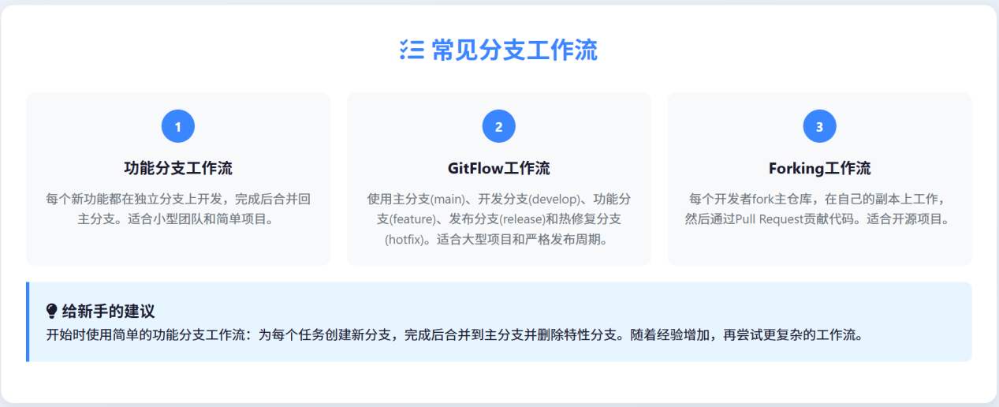 常见分支工作流
1
功能分支工作流
每个新功能都在独立分支上开发，完成后合并回
主分支。适合小型团队和简单项目。
2
GitFlow工作流
使用主分支(main)、开发分支(develop)、功能分
支(feature)、发布分支(release)和热修复分支
(hotfix)。适合大型项目和严格发布周期。
3
Forking工作流
每个开发者fork主仓库，在自己的副本上工作，
然后通过Pull Request贡献代码。适合开源项目。
给新手的建议
开始时使用简单的功能分支工作流：为每个任务创建新分支，完成后合并到主分支并删除特性分支。随着经验增加，再尝试更复杂的工作流。